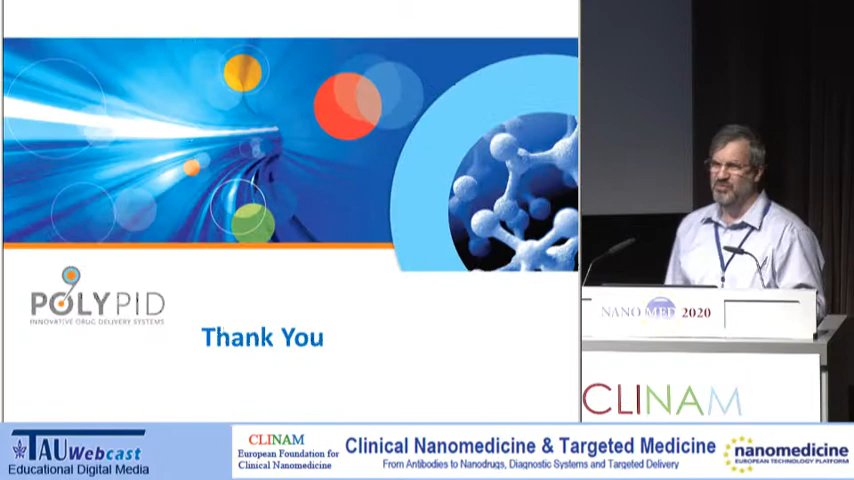 POLYPID
INNOVATIVE DRUG DELIVERY SYSTEMS
Thank You
NANO MED 2020
CLINAM
TAU Webcast
Educational Digital Media
CLINAM
European Foundation for
Clinical Nanomedicine
Clinical Nanomedicine & Targeted Medicine
From Antibodies to Nanodrugs, Diagnostic Systems and Targeted Delivery
nanomedicine
EUROPEAN TECHNOLOGY PLATFORM